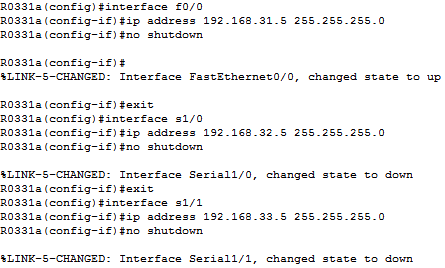 R0331a(config)#interface f0/0
R0331a(config-if)#ip address 192.168.31.5 255.255.255.0
R0331a(config-if)#no shutdown
R0331a(config-if)#
%LINK-5-CHANGED: Interface FastEthernet0/0, changed state to up
R0331a(config-if)#exit
R0331a(config)#interface s1/0
R0331a(config-if)#ip address 192.168.32.5 255.255.255.0
R0331a(config-if)#no shutdown
%LINK-5-CHANGED: Interface Serial1/0, changed state to down
R0331a(config-if)#exit
R0331a(config)#interface s1/1
R0331a(config-if)#ip address 192.168.33.5 255.255.255.0
R0331a(config-if)#no shutdown
%LINK-5-CHANGED: Interface Serial1/1, changed state to down